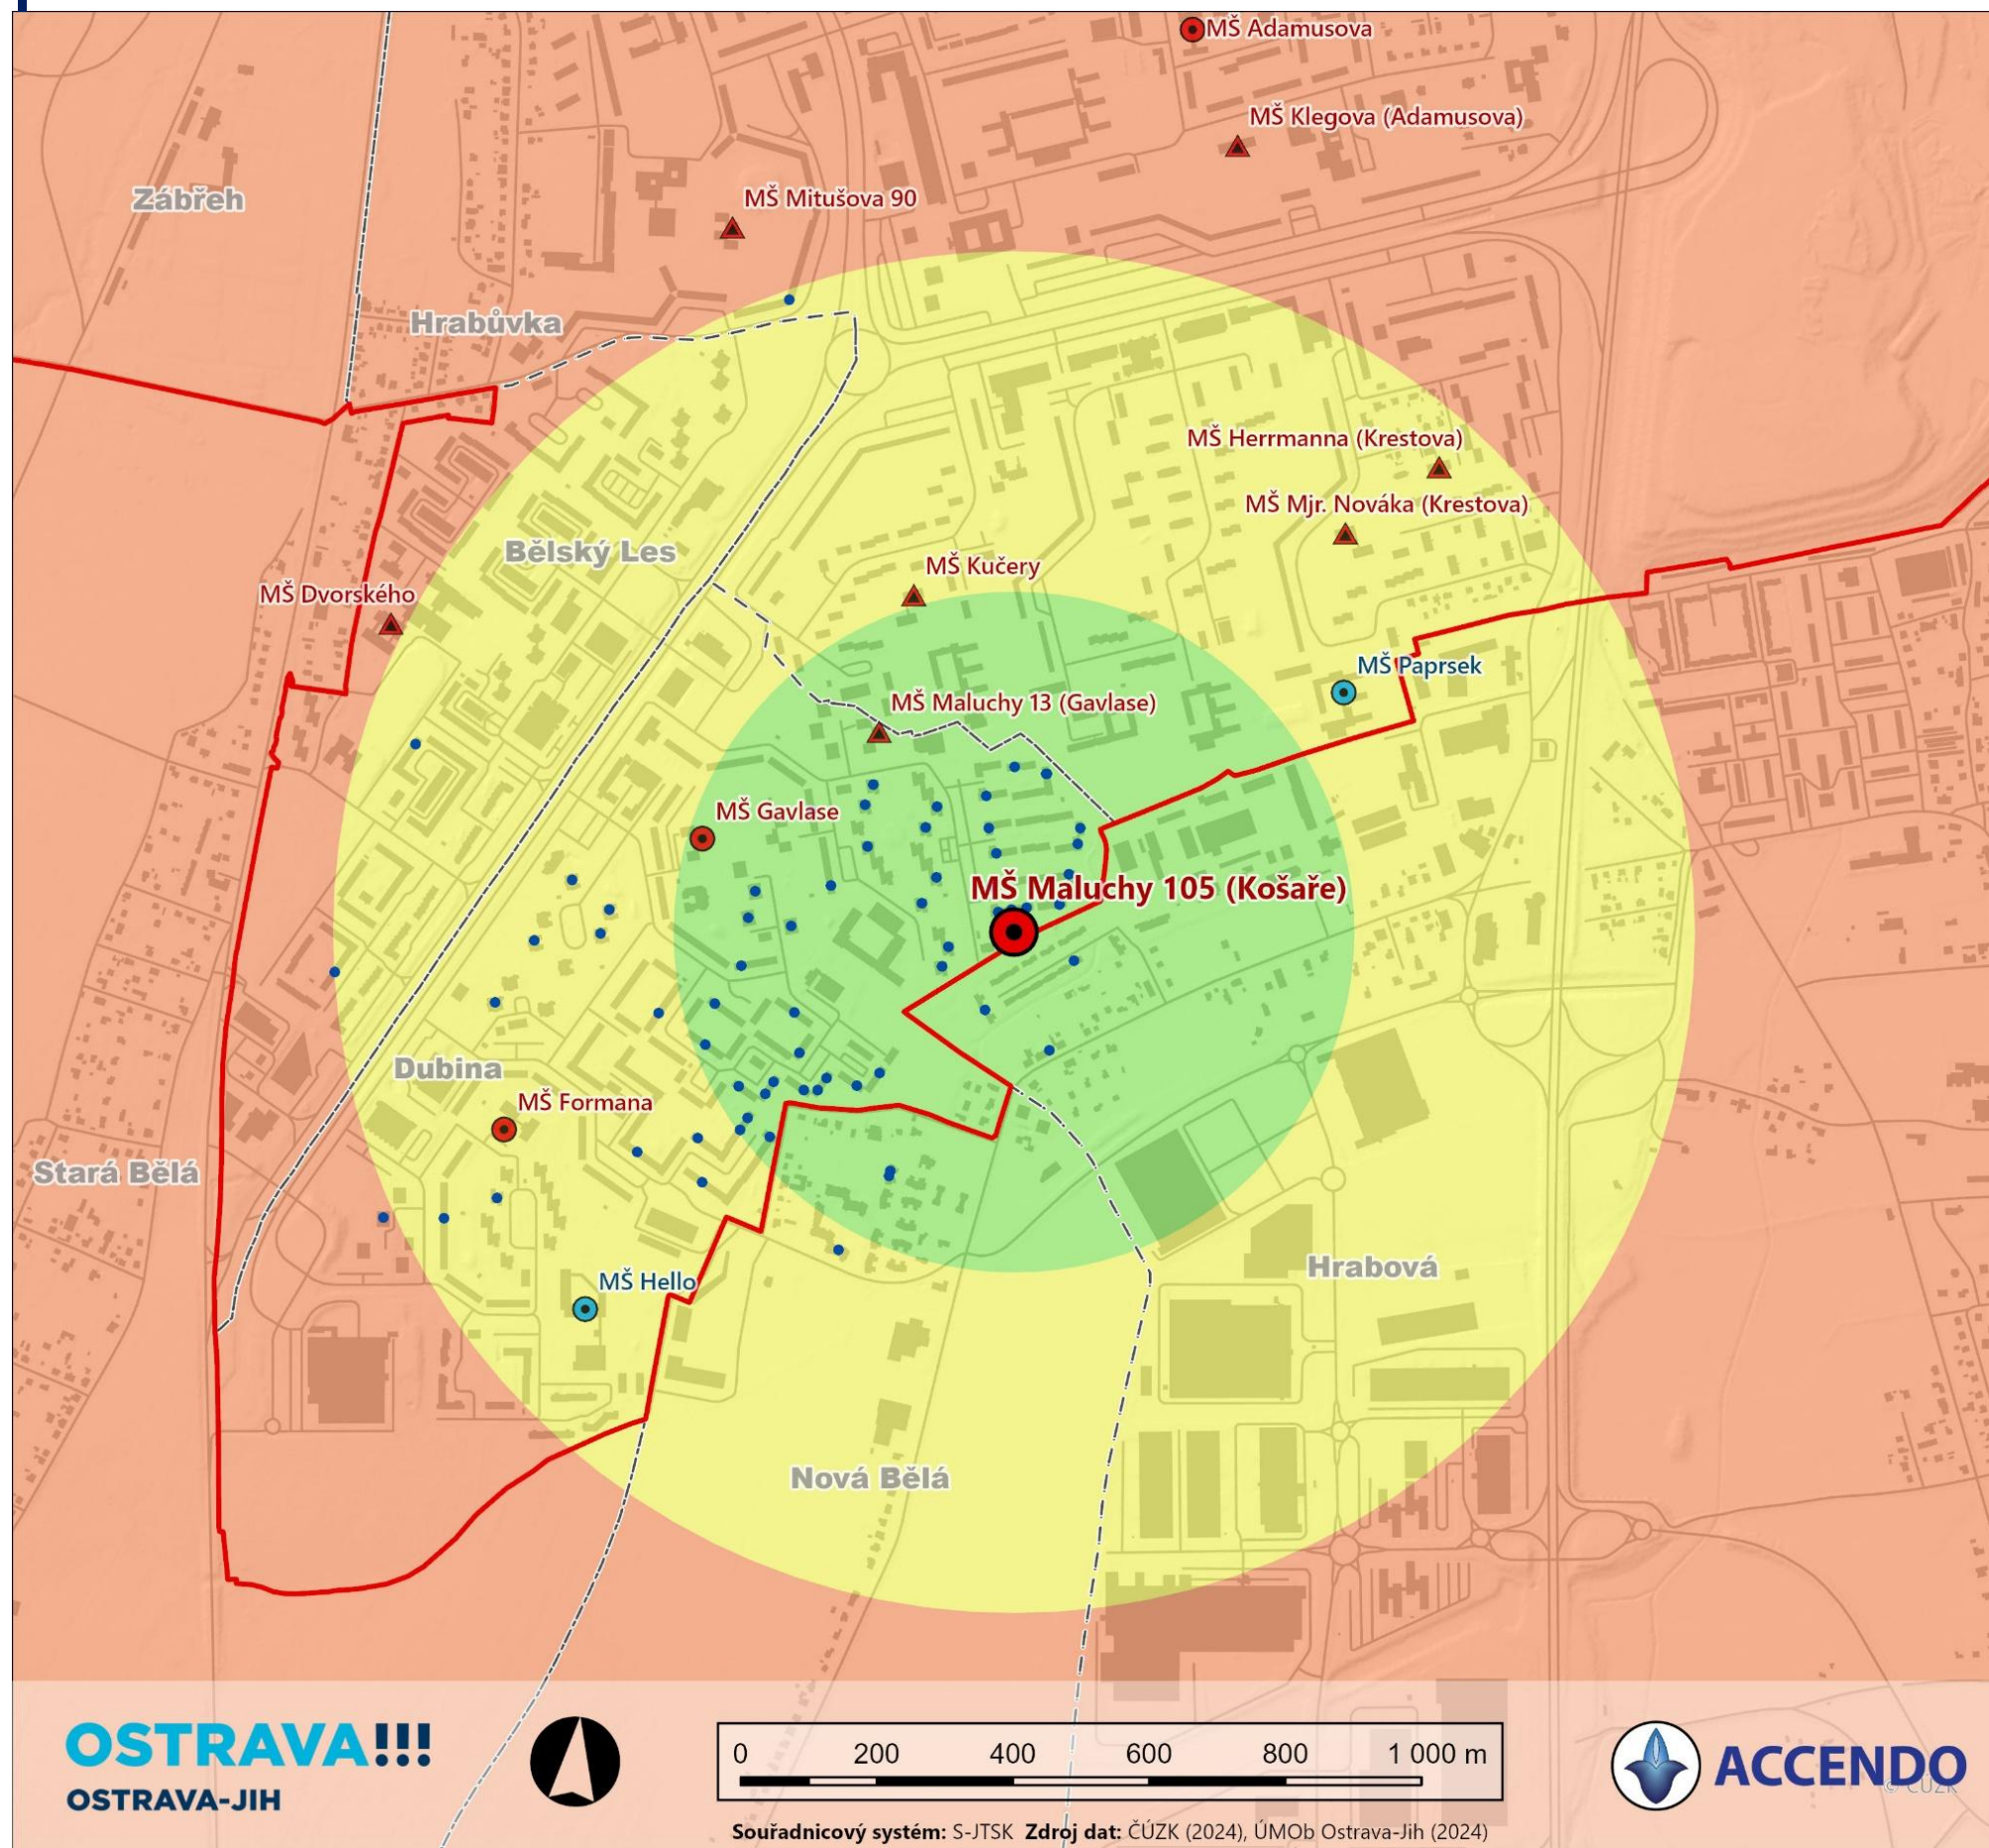 MŠ Adamusova
MŠ Klegova (Adamusova)
Zábřeh
MŠ Mitušova 90
Hrabůvka
MŠ Herrmanna (Krestova)
MŠ Mjr. Nováka (Krestova)
Bělský Les
MŠ Kučery
MŠ Dvorského
MŠ Paprsek
MŠ Maluchy 13 (Gavlase)
MŠ Gavlase
MŠ Maluchy 105 (Košaře)
Dubina
MŠ Formana
Stará Bělá
MŠ Hello
Hrabová
Nová Bělá
OSTRAVA!!!
OSTRAVA-JIH
0 200 400 600 800 1 000 m
ACCENDO
© ČÚZK
Souřadnicový systém: S-JTSK Zdroj dat: ČÚZK (2024), ÚMOb Ostrava-Jih (2024)